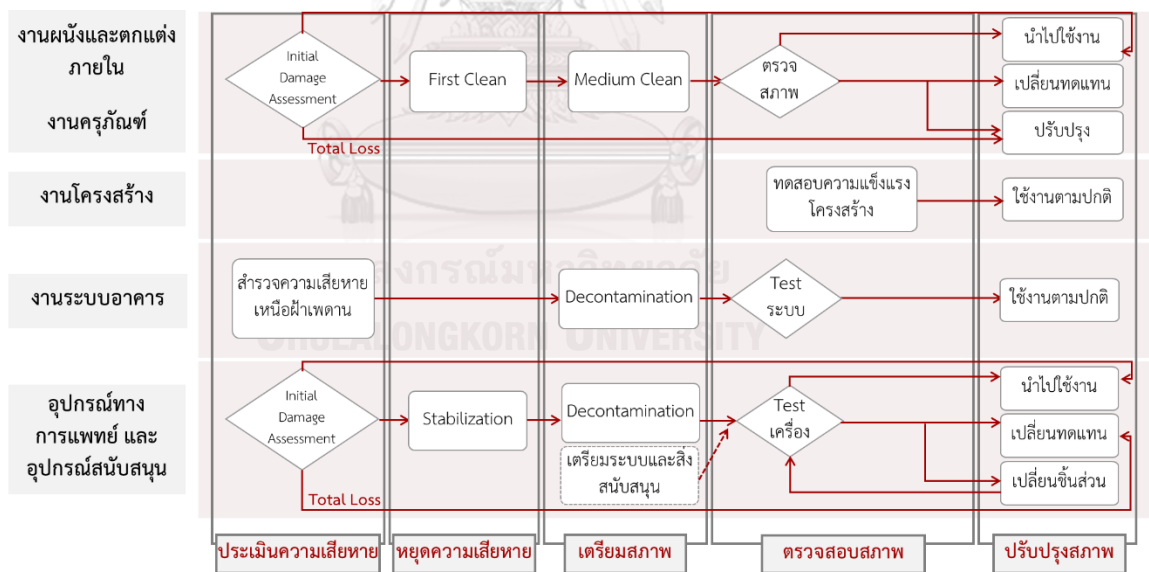 งานผนังและตกแต่ง
ภายใน
งานครุภัณฑ์
Initial
Damage
Assessment
First Clean
Medium Clean
ตรวจ
สภาพ
นำไปใช้งาน
เปลี่ยนทดแทน
ปรับปรุง
Total Loss
งานโครงสร้าง
ทดสอบความแข็งแรง
โครงสร้าง
ใช้งานตามปกติ
งานระบบอาคาร
สำรวจความเสียหาย
เหนือฝ้าเพดาน
Decontamination
Test
ระบบ
ใช้งานตามปกติ
ลงกรณ์มหาวิทยาลัย
CHULALONGKORN UNIVERSITY
อุปกรณ์ทาง
การแพทย์ และ
อุปกรณ์สนับสนุน
Initial
Damage
Assessment
Stabilization
Decontamination
เตรียมระบบและสิ่ง
สนับสนุน
Test
เครื่อง
นำไปใช้งาน
เปลี่ยนทดแทน
เปลี่ยนชิ้นส่วน
Total Loss
ประเมินความเสียหาย
หยุดความเสียหาย
เตรียมสภาพ
ตรวจสอบสภาพ
ปรับปรุงสภาพ